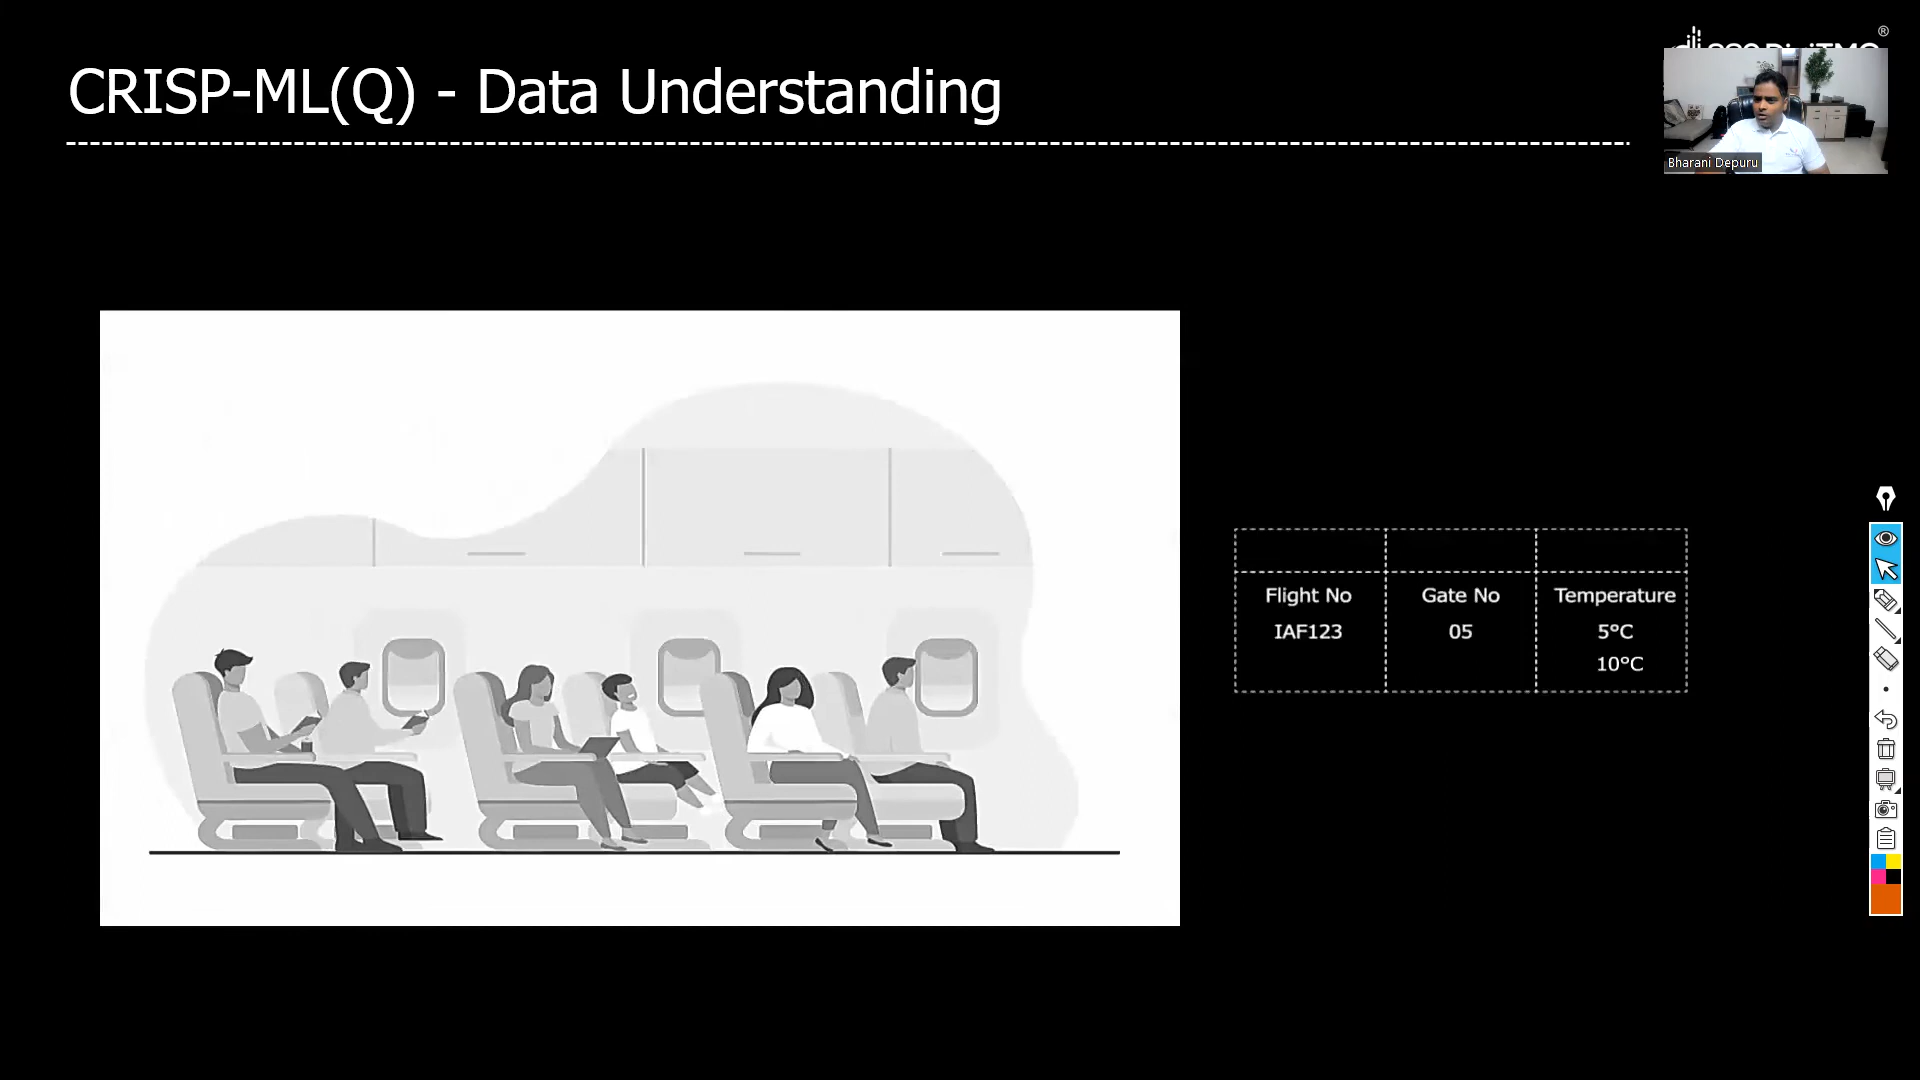 CRISP-ML(Q) - Data Understanding
®
Bharani Depuru
Flight No Gate No Temperature
IAF123 05 5°C
10°C